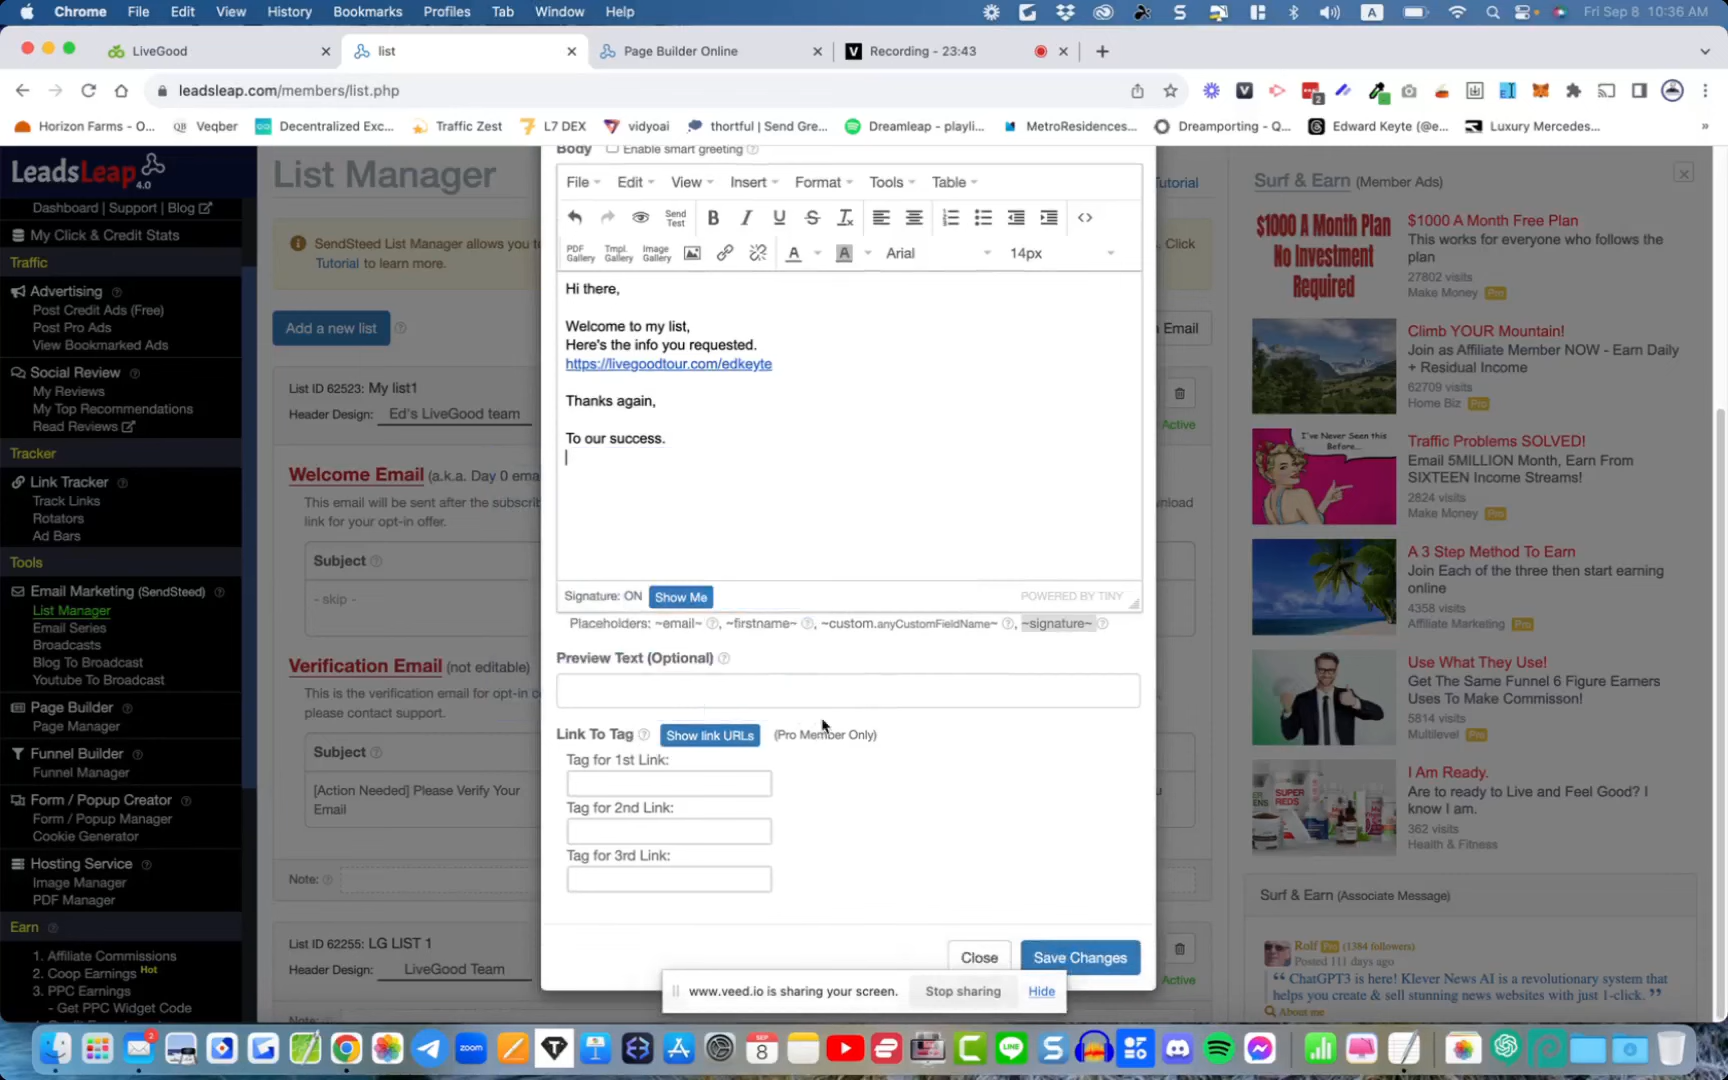 Chrome File Edit View History Bookmarks Profiles Tab Window Help
A
Fri Sep 8 10:36 AM
LiveGood
list
Page Builder Online
Recording - 23:43
leadsleap.com/members/list.php
Horizon Farms - O...
Veqber
Decentralized Exc...
Traffic Zest
L7 DEX
vidyoai
thortful | Send Gre...
Dreamleap - playli...
MetroResidences...
Dreamporting - Q...
Edward Keyte (@e...
Luxury Mercedes...
LeadsLeap
4.0
Dashboard | Support | Blog
My Click & Credit Stats
Traffic
Advertising
Post Credit Ads (Free)
Post Pro Ads
View Bookmarked Ads
Social Review
My Reviews
My Top Recommendations
Read Reviews
Tracker
Link Tracker
Track Links
Rotators
Ad Bars
Tools
Email Marketing (SendSteed)
List Manager
Email Series
Broadcasts
Blog To Broadcast
Youtube To Broadcast
Page Builder
Page Manager
Funnel Builder
Funnel Manager
Form / Popup Creator
Form / Popup Manager
Cookie Generator
Hosting Service
Image Manager
PDF Manager
Earn
1. Affiliate Commissions
2. Coop Earnings Hot
3. PPC Earnings
- Get PPC Widget Code
List Manager
Tutorial
SendSteed List Manager allows you to
Click
Tutorial to learn more.
Add a new list
Email
List ID 62523: My list1
Header Design: Ed's LiveGood team
Active
Welcome Email (a.k.a. Day 0 ema
This email will be sent after the subscrib
wnload
link for your opt-in offer.
Subject
- skip -
Verification Email (not editable)
This is the verification email for opt-in c
please contact support.
Subject
[Action Needed] Please Verify Your
Email
Note:
List ID 62255: LG LIST 1
Header Design: LiveGood Team
Active
Body Enable smart greeting
File Edit View Insert Format Tools Table
Send
Test
B I U S
PDF
Gallery
Tmpl.
Gallery
Image
Gallery
A A Arial 14px
Hi there,
Welcome to my list,
Here's the info you requested.
https://livegoodtour.com/edkeyte
Thanks again,
To our success.
Signature: ON Show Me
POWERED BY TINY
Placeholders: ~email~ , ~firstname~ , ~custom.anyCustomFieldName~ , ~signature~
Preview Text (Optional)
Link To Tag Show link URLs (Pro Member Only)
Tag for 1st Link:
Tag for 2nd Link:
Tag for 3rd Link:
Close
Save Changes
www.veed.io is sharing your screen.
Stop sharing
Hide
Surf & Earn (Member Ads)
$1000 A Month Plan
No Investment
Required
$1000 A Month Free Plan
This works for everyone who follows the
plan
27802 visits
Make Money Pro
Climb YOUR Mountain!
Join as Affiliate Member NOW - Earn Daily
+ Residual Income
62709 visits
Home Biz Pro
I've Never Seen this
Before...
Traffic Problems SOLVED!
Email 5MILLION Month, Earn From
SIXTEEN Income Streams!
2824 visits
Make Money Pro
A 3 Step Method To Earn
Join Each of the three then start earning
online
4358 visits
Affiliate Marketing Pro
Use What They Use!
Get The Same Funnel 6 Figure Earners
Uses To Make Commisson!
5814 visits
Multilevel Pro
SUPER
REDS
I Am Ready.
Are to ready to Live and Feel Good? I
know I am.
362 visits
Health & Fitness
Surf & Earn (Associate Message)
Rolf Pro (1384 followers)
Posted 111 days ago
"ChatGPT3 is here! Klever News AI is a revolutionary system that
helps you create & sell stunning news websites with just 1-click."
About me
zoom
SEP
8